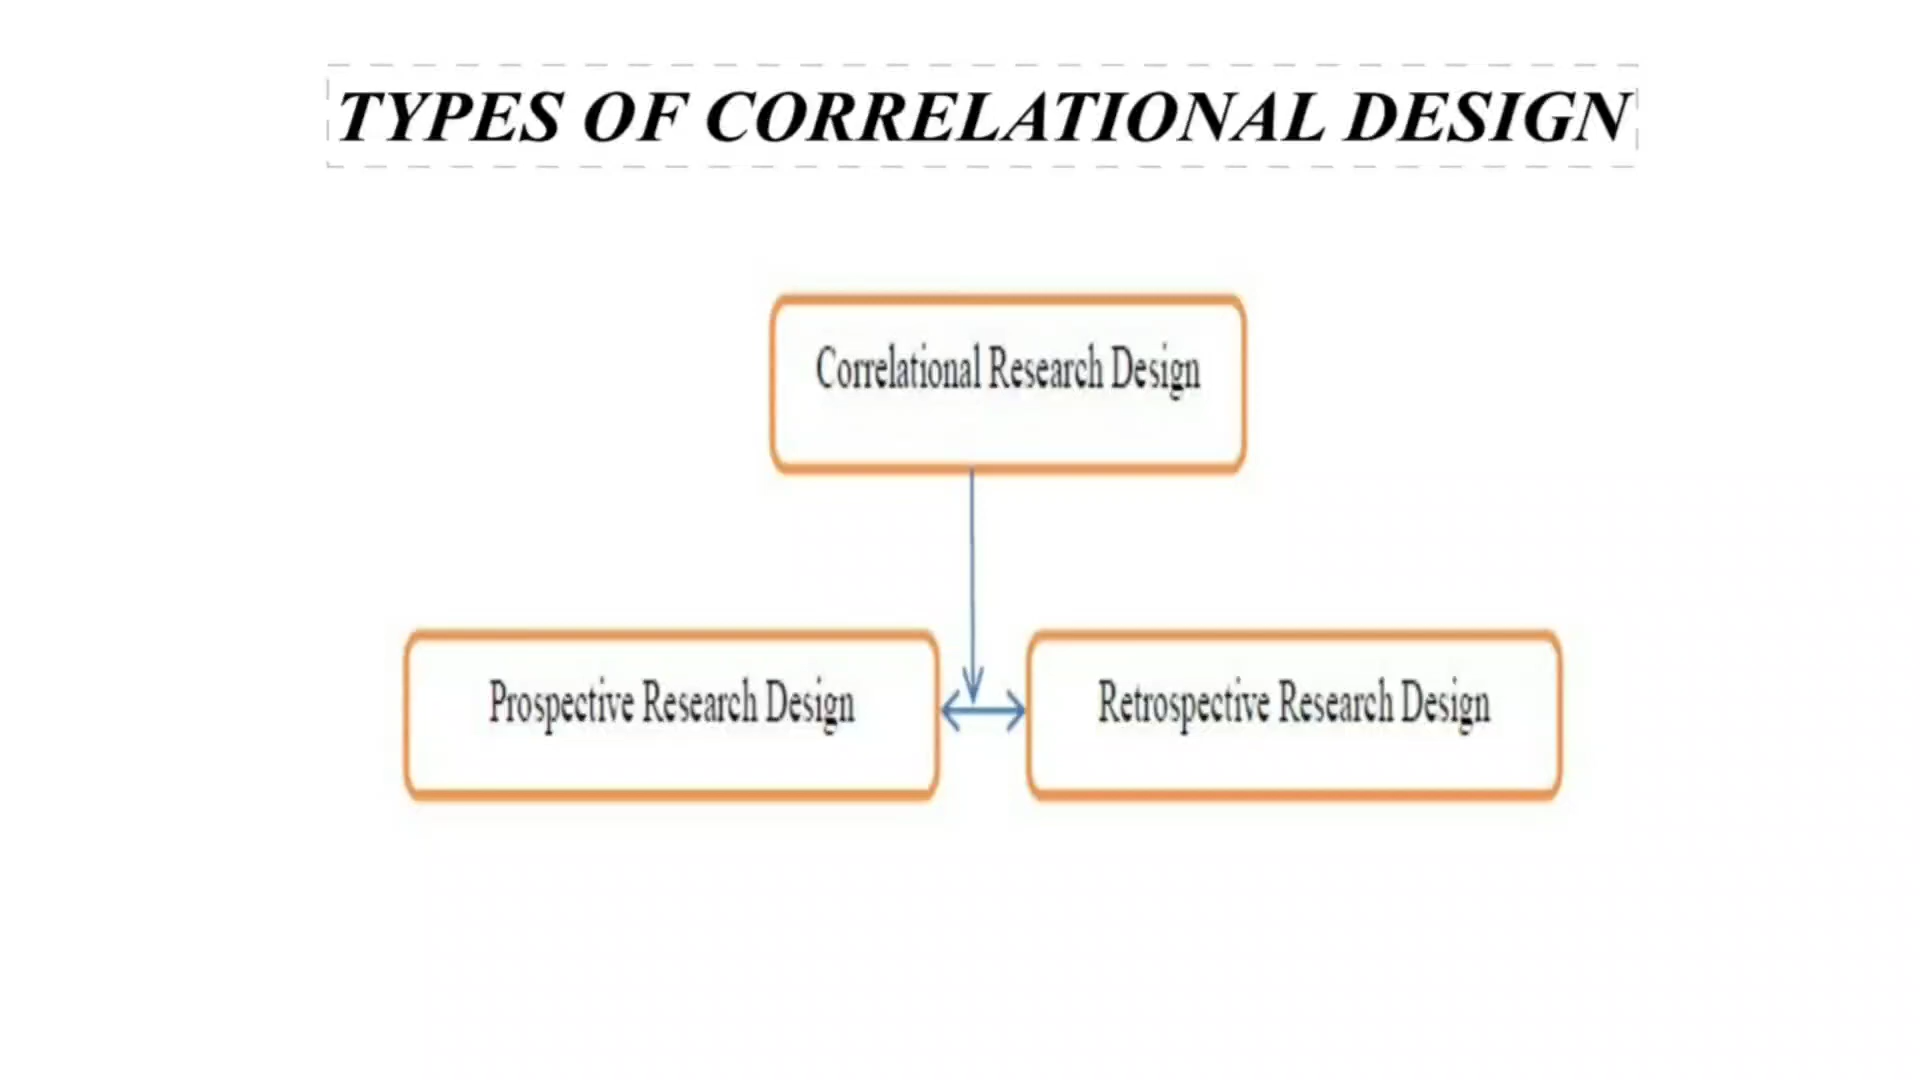 TYPES OF CORRELATIONAL DESIGN
Correlational Research Design
Prospective Research Design
Retrospective Research Design